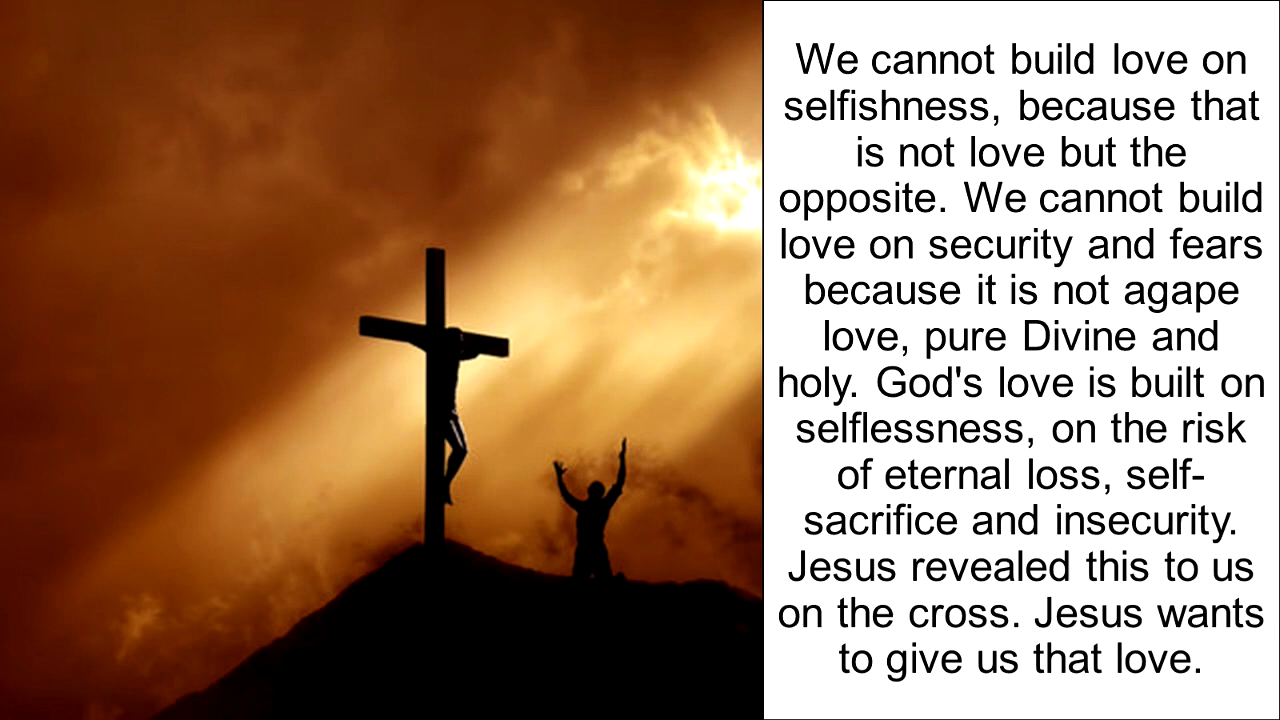 We cannot build love on
selfishness, because that
is not love but the
opposite. We cannot build
love on security and fears
because it is not agape
love, pure Divine and
holy. God's love is built on
selflessness, on the risk
of eternal loss, self-
sacrifice and insecurity.
Jesus revealed this to us
on the cross. Jesus wants
to give us that love.